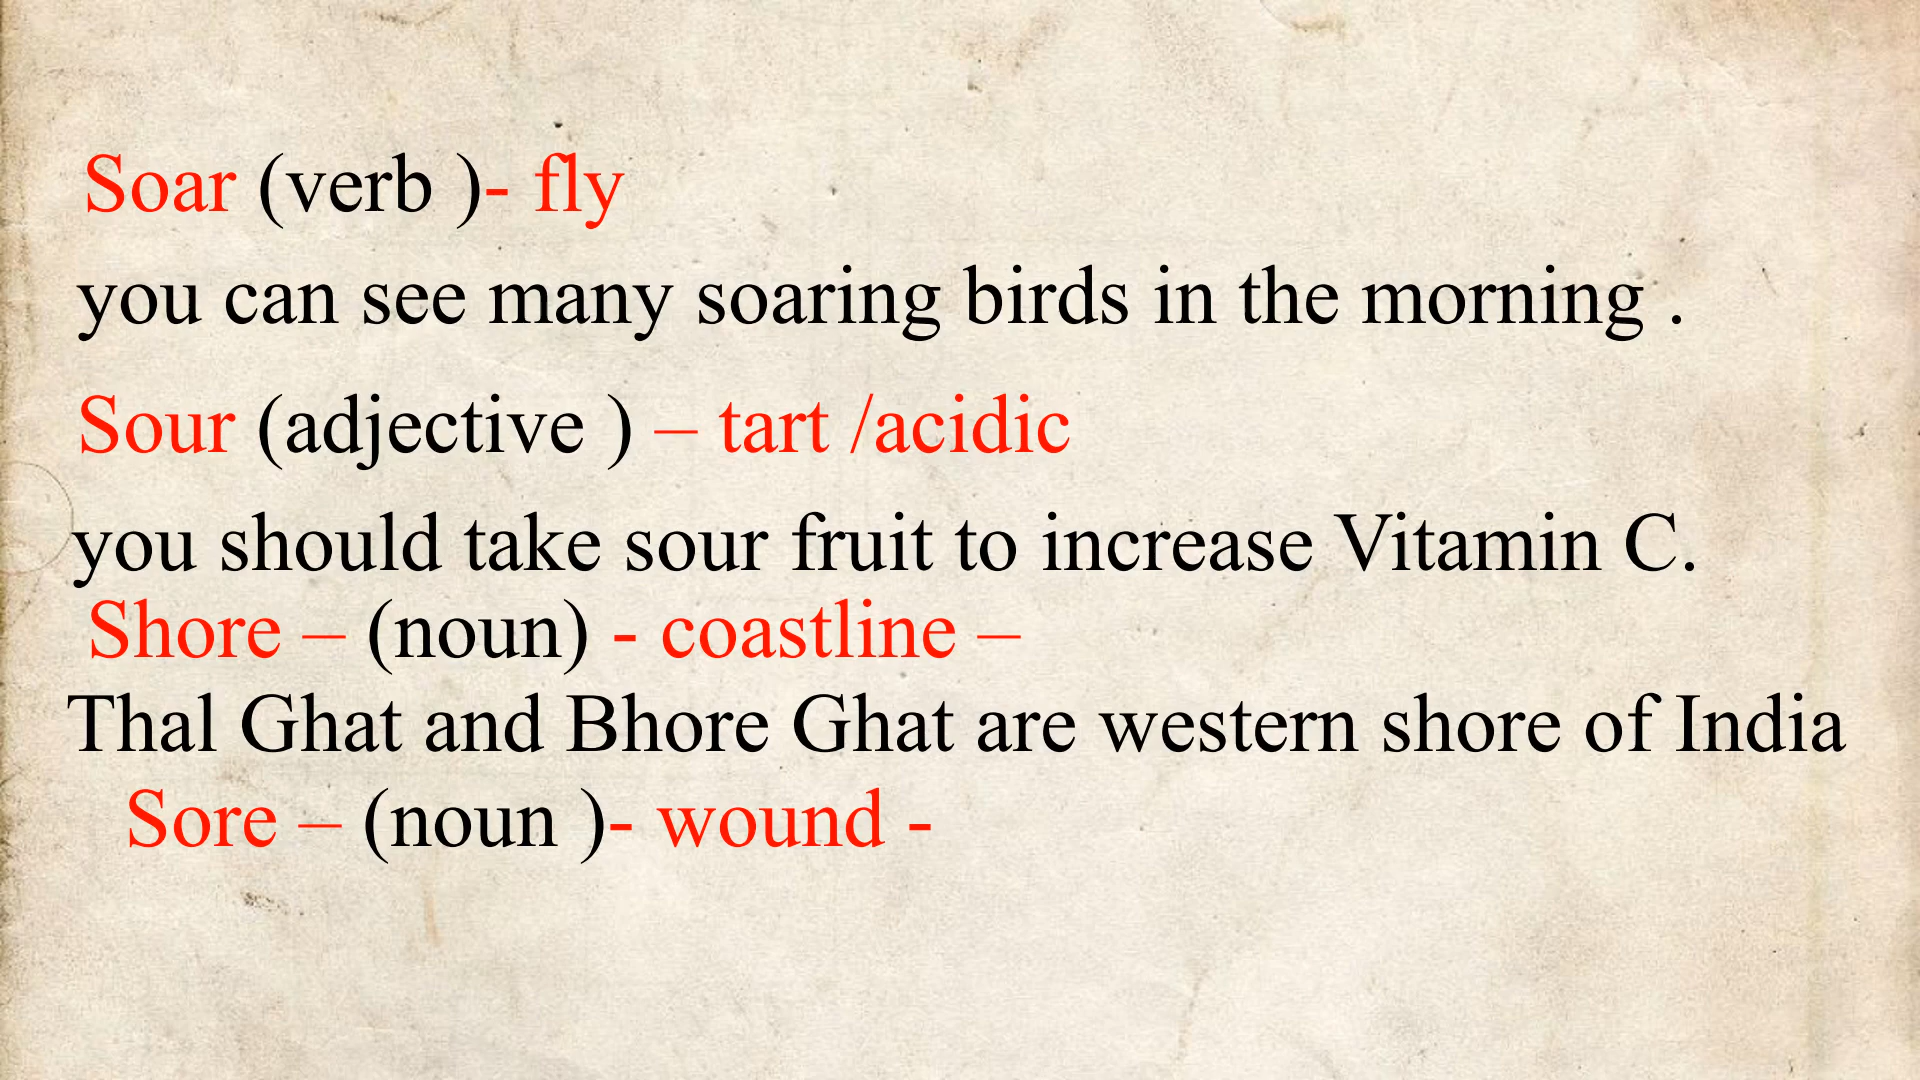 Soar (verb )- fly
you can see many soaring birds in the morning .
Sour (adjective ) – tart /acidic
you should take sour fruit to increase Vitamin C.
Shore – (noun) - coastline –
Thal Ghat and Bhore Ghat are western shore of India
Sore – (noun )- wound -